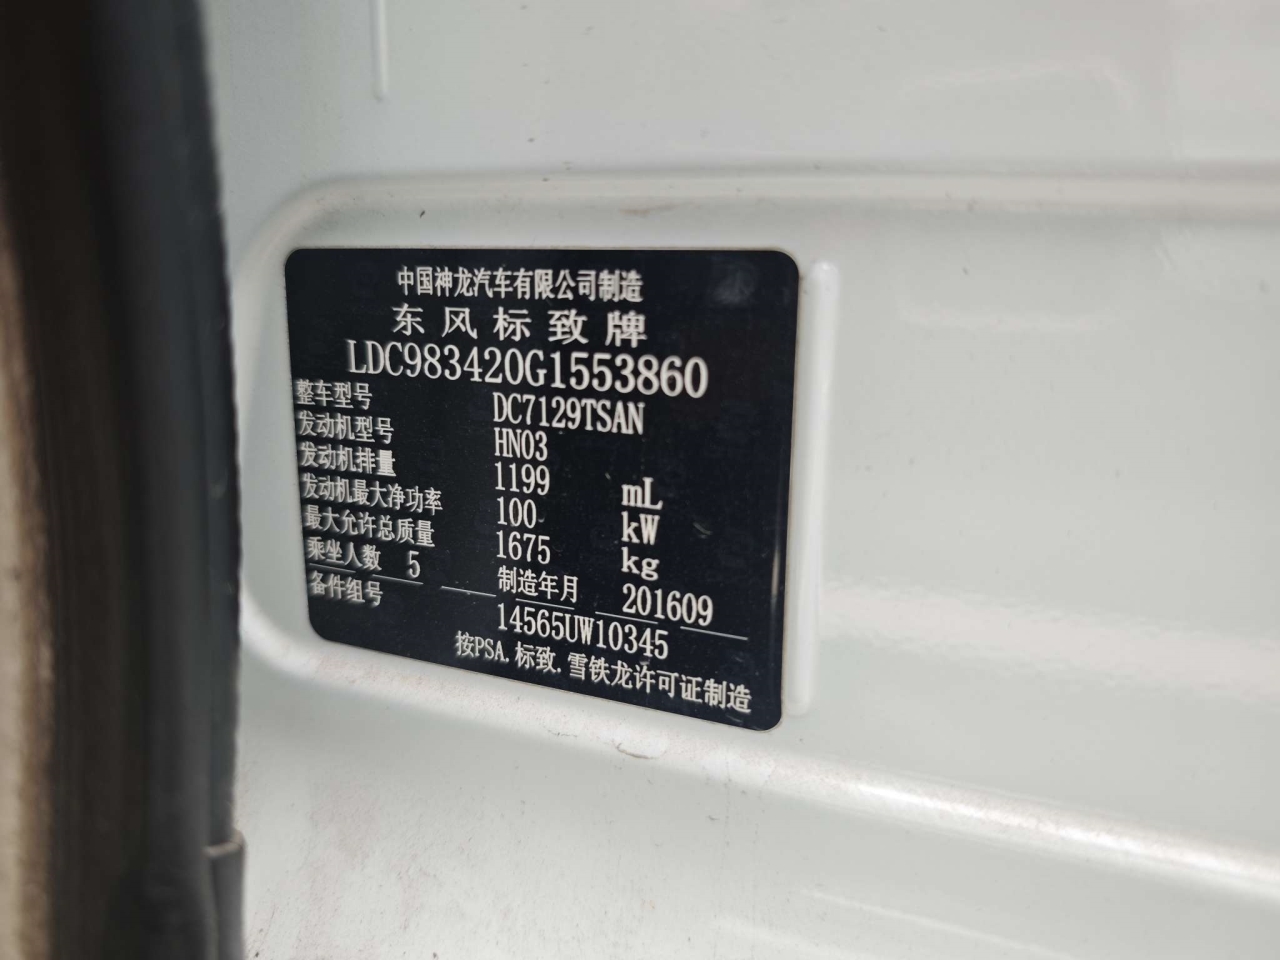 中国神龙汽车有限公司制造
东风标致牌
LDC983420G1553860
整车型号 DC7129TSAN
发动机型号 HN03
发动机排量 1199 mL
发动机最大净功率 100 kW
最大允许总质量 1675 kg
乘坐人数 5 制造年月 201609
备件组号 14565UW10345
按PSA.标致.雪铁龙许可证制造